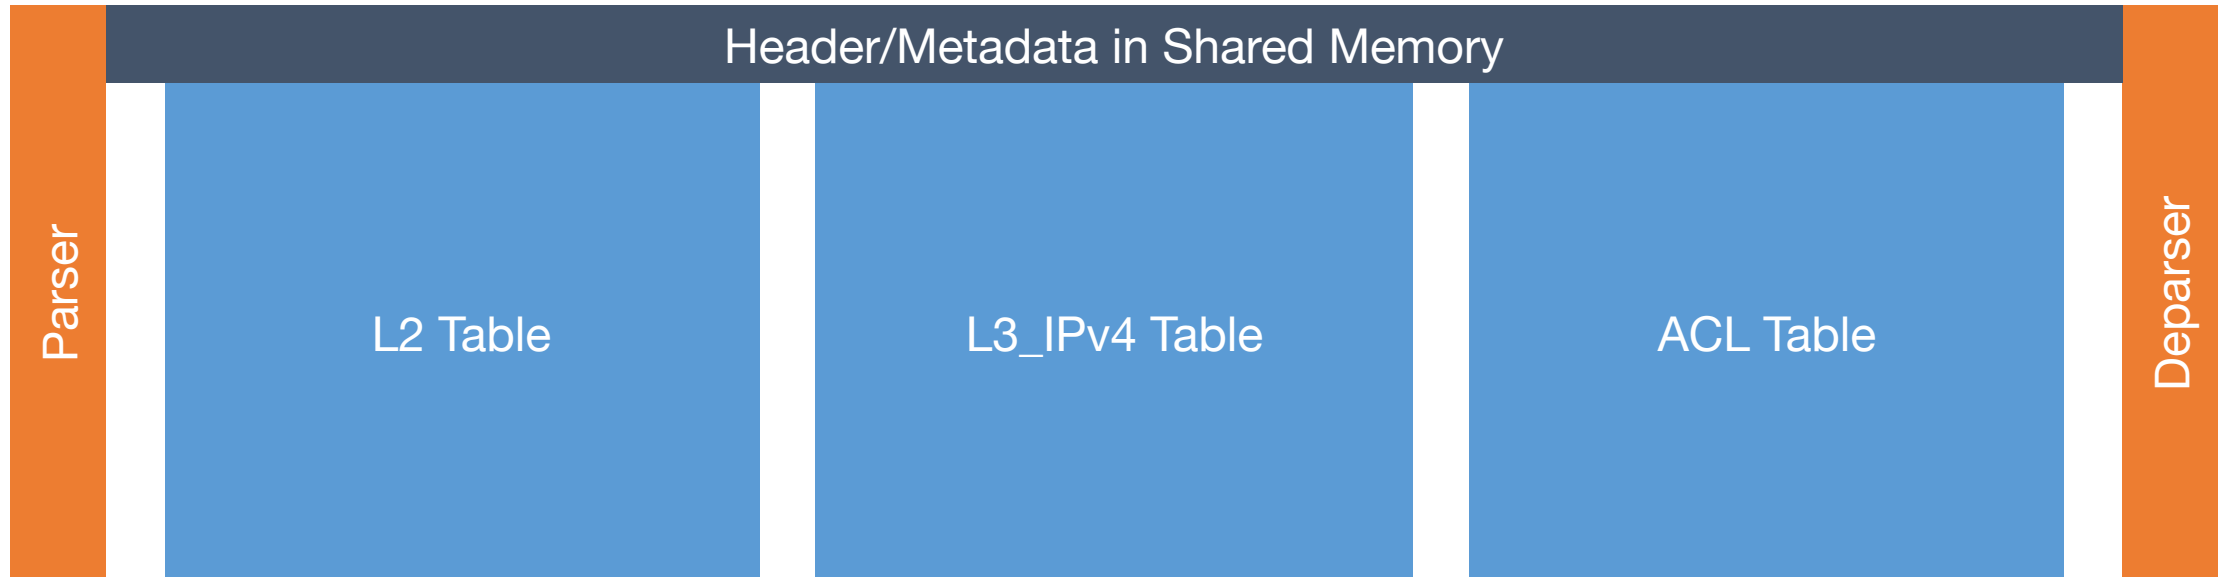 Header/Metadata in Shared Memory
Parser
L2 Table
L3_IPv4 Table
ACL Table
Deparser